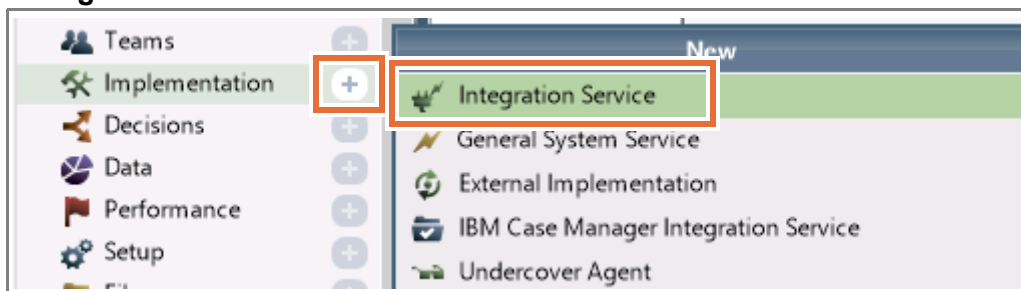 Teams
Implementation
Decisions
Data
Performance
Setup
New
Integration Service
General System Service
External Implementation
IBM Case Manager Integration Service
Undercover Agent